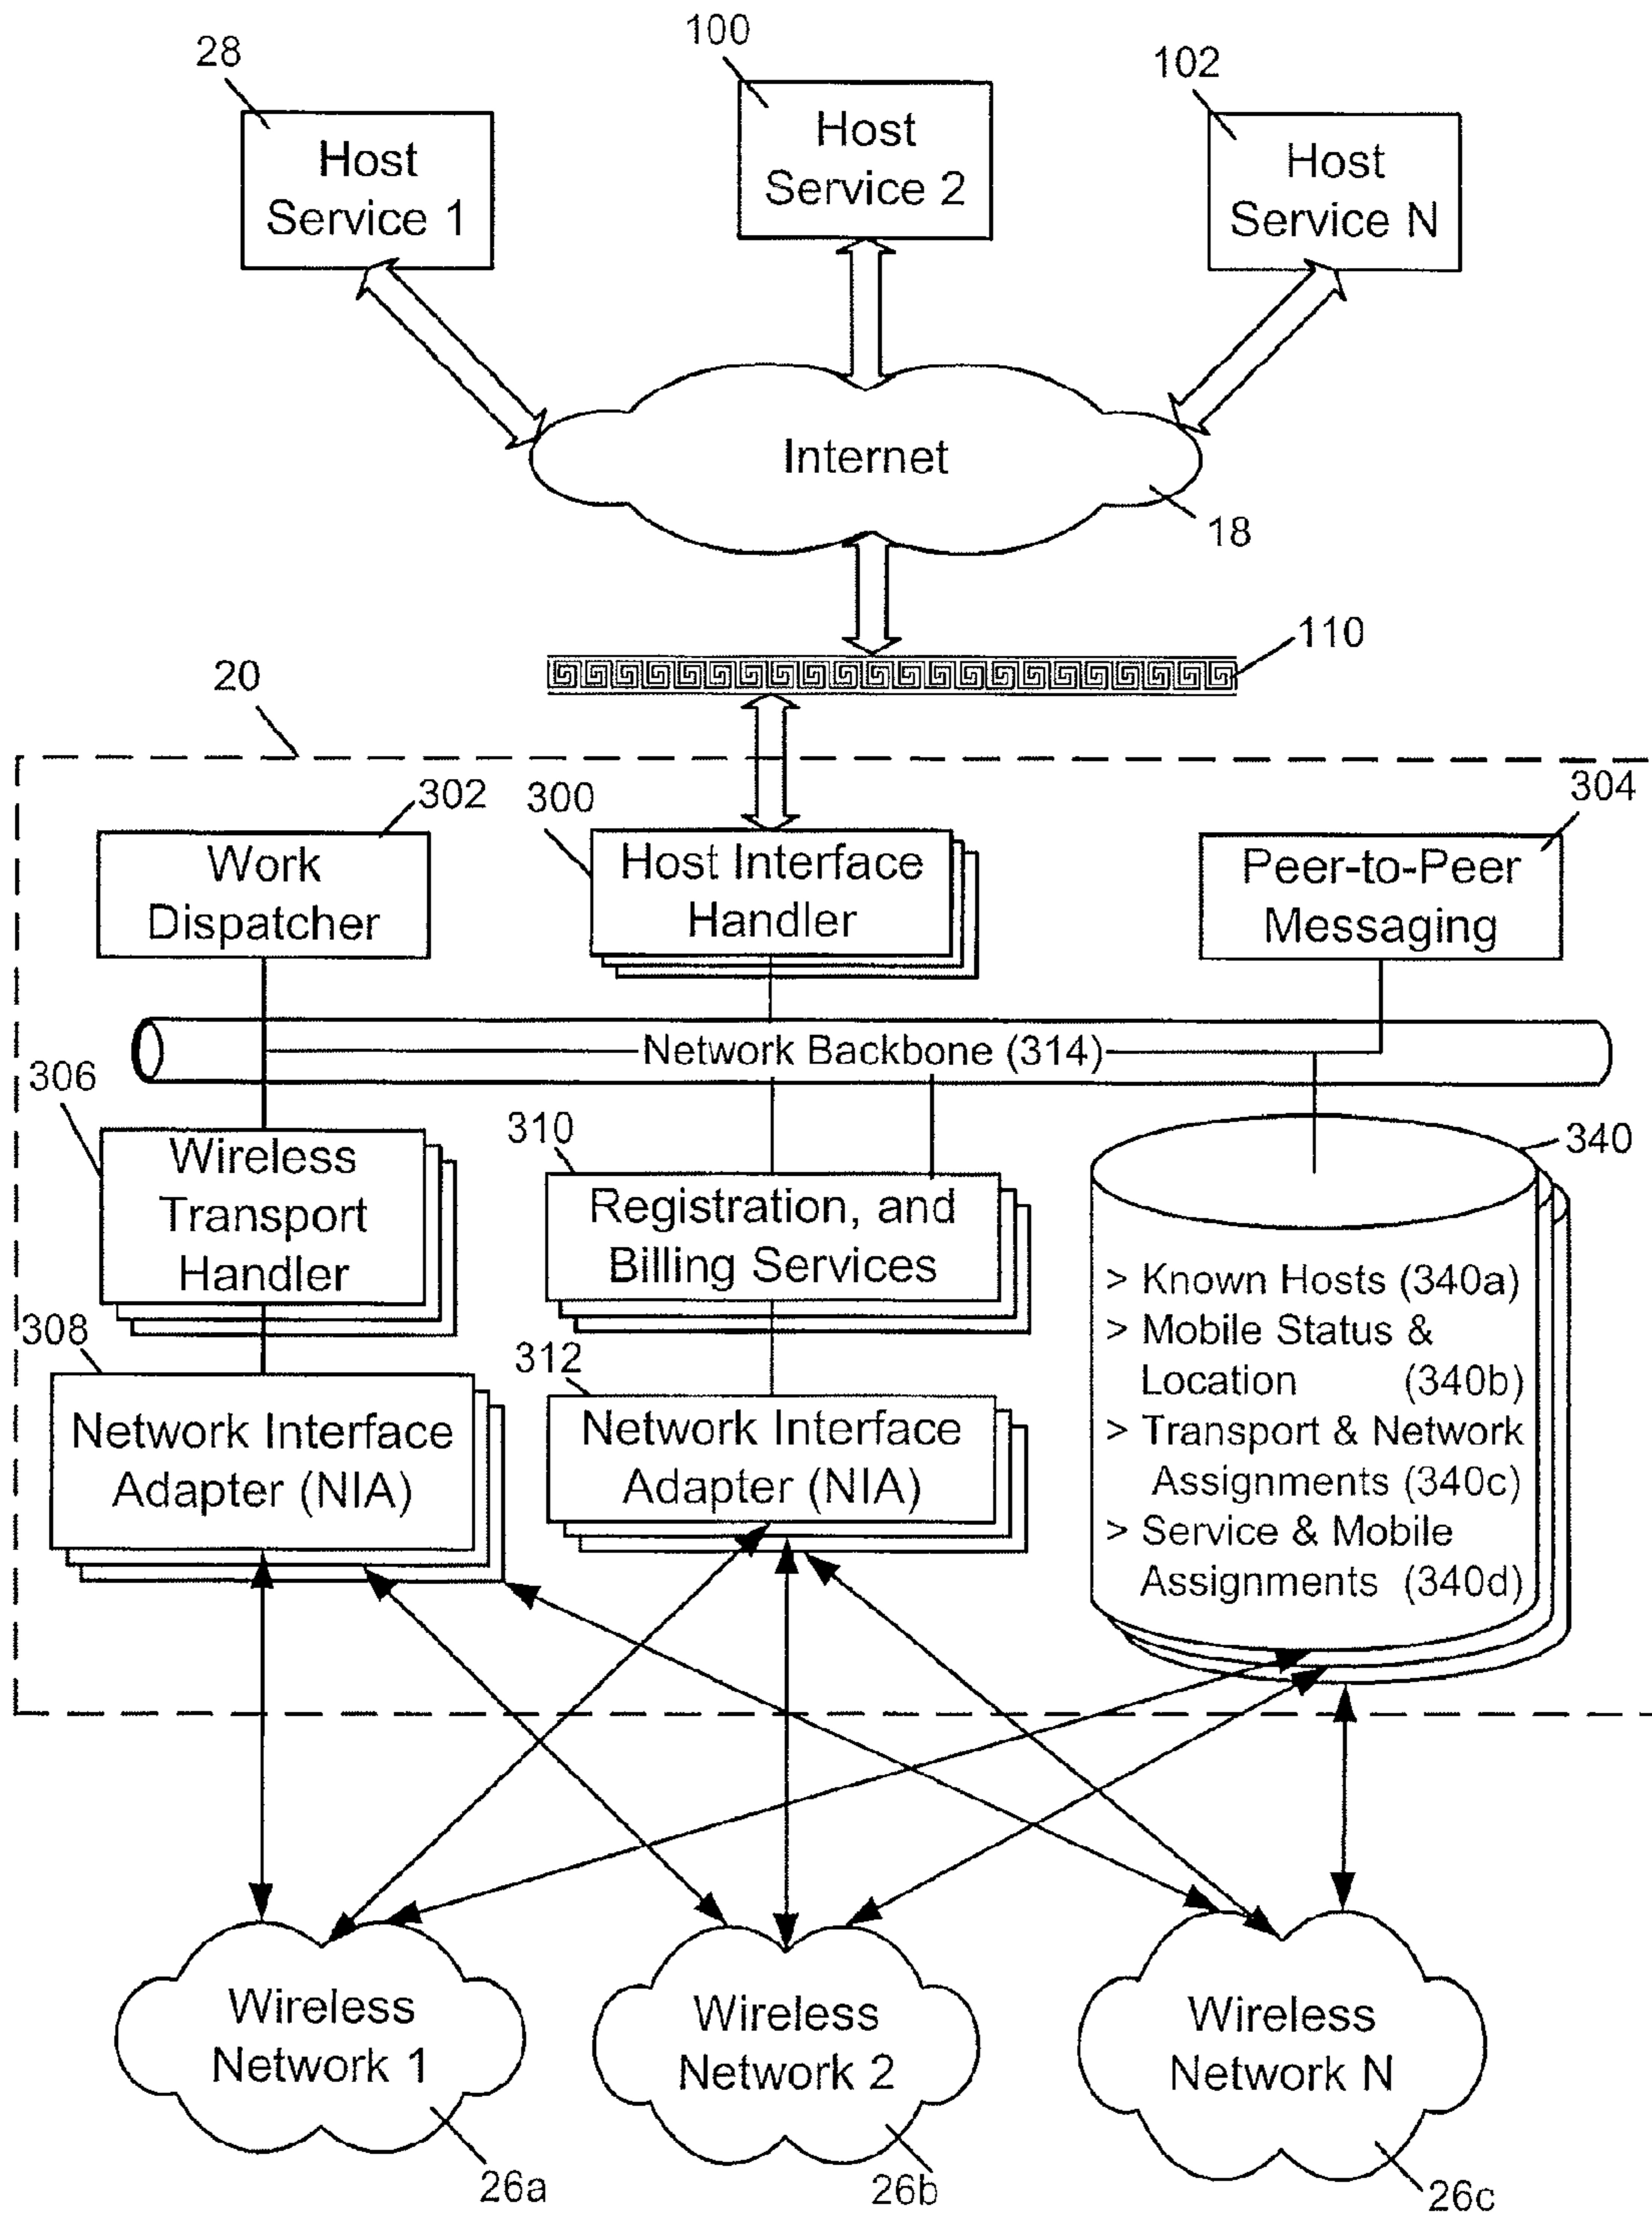 28
100
102
Host
Service 1
Host
Service 2
Host
Service N
Internet
18
110
20
302
300
304
Work
Dispatcher
Host Interface
Handler
Peer-to-Peer
Messaging
Network Backbone (314)
306
310
340
Wireless
Transport
Handler
Registration, and
Billing Services
> Known Hosts (340a)
> Mobile Status &
Location (340b)
> Transport & Network
Assignments (340c)
> Service & Mobile
Assignments (340d)
308
312
Network Interface
Adapter (NIA)
Network Interface
Adapter (NIA)
Wireless
Network 1
Wireless
Network 2
Wireless
Network N
26a
26b
26c